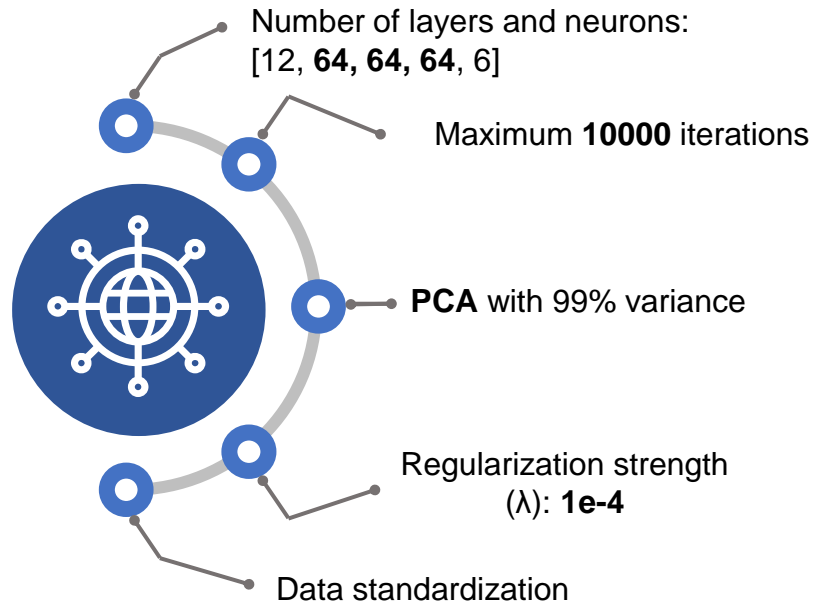 Number of layers and neurons:
[12, 64, 64, 64, 6]
Maximum 10000 iterations
PCA with 99% variance
Regularization strength
(λ): 1e-4
Data standardization